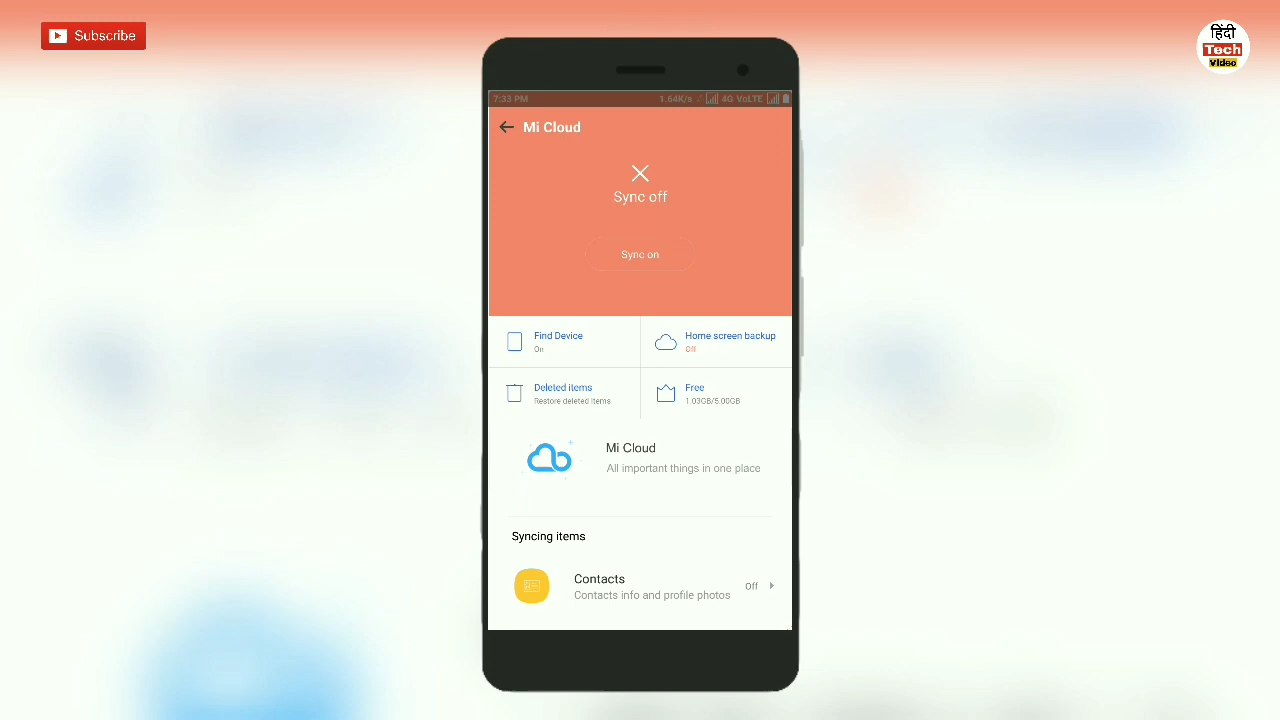 Subscribe
हिंदी
Tech
Video
7:33 PM
1.64K/s
4G VoLTE
Mi Cloud
Sync off
Sync on
Find Device
On
Home screen backup
Off
Deleted items
Restore deleted items
Free
1.03GB/5.00GB
Mi Cloud
All important things in one place
Syncing items
Contacts
Off
Contacts info and profile photos